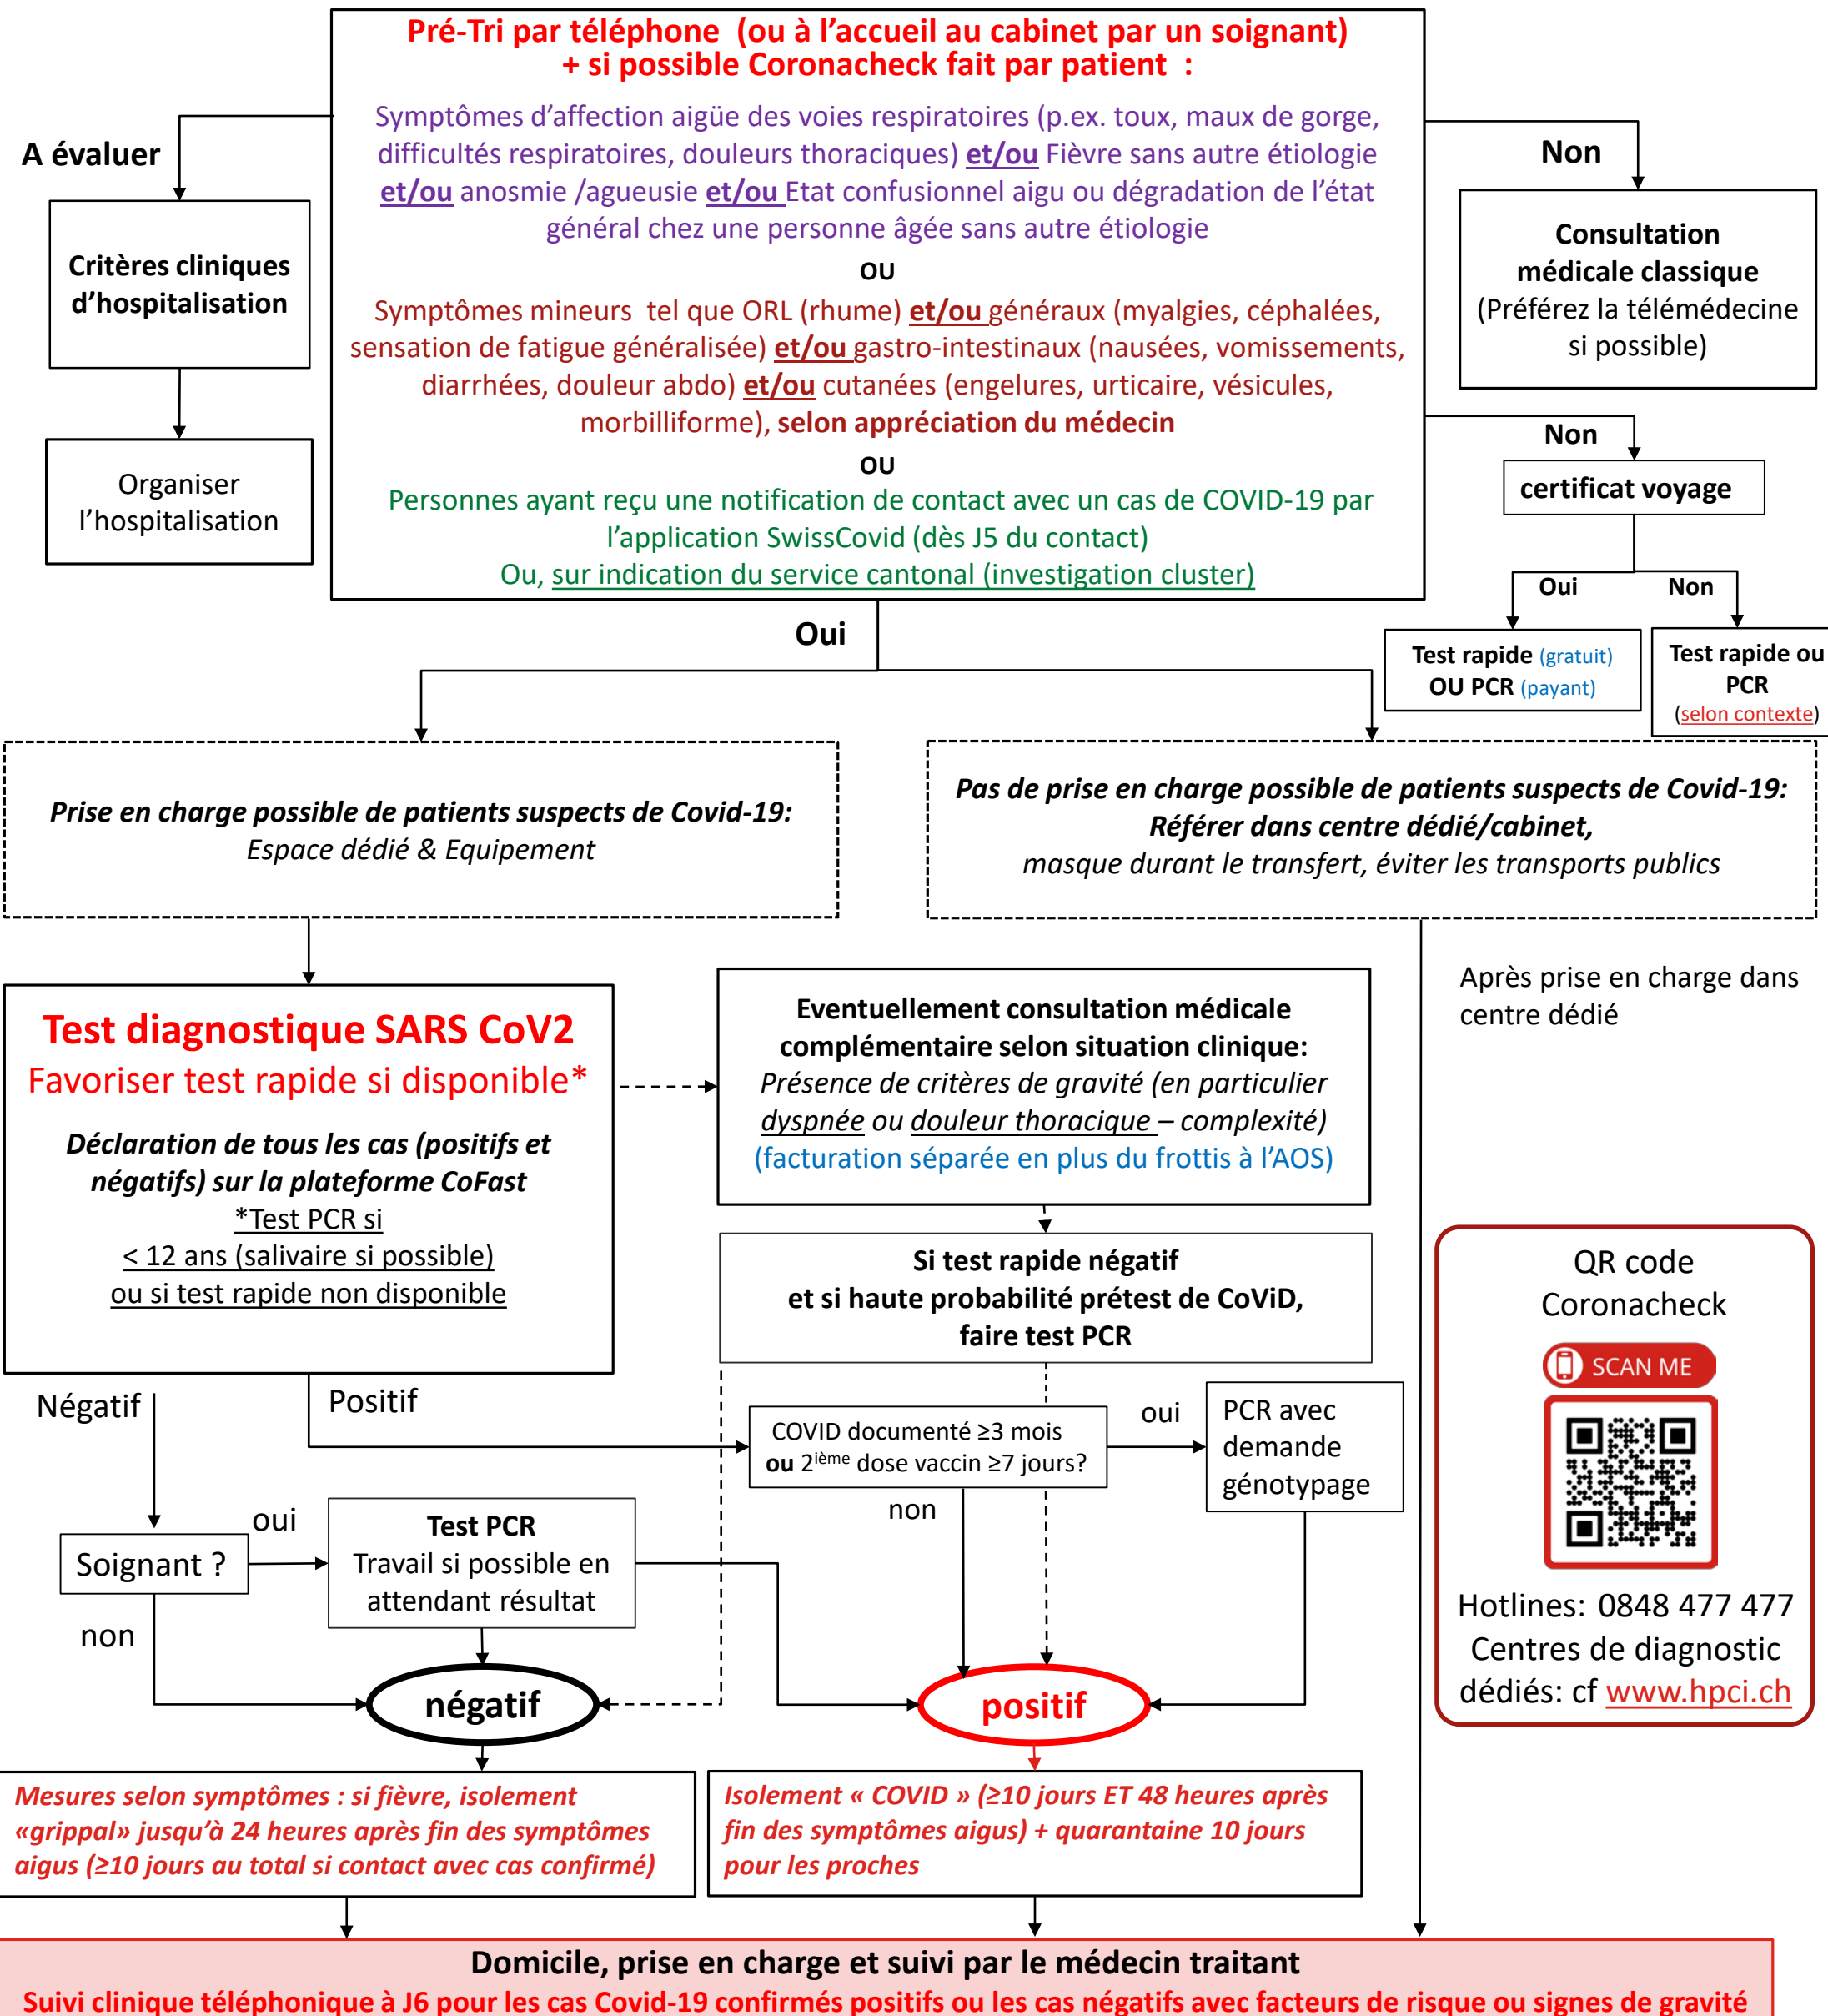 Pré-Tri par téléphone (ou à l'accueil au cabinet par un soignant)
+ si possible Coronacheck fait par patient :
Symptômes d'affection aigüe des voies respiratoires (p.ex. toux, maux de gorge,
difficultés respiratoires, douleurs thoraciques) et/ou Fièvre sans autre étiologie
et/ou anosmie /agueusie et/ou Etat confusionnel aigu ou dégradation de l'état
général chez une personne âgée sans autre étiologie
OU
Symptômes mineurs tel que ORL (rhume) et/ou généraux (myalgies, céphalées,
sensation de fatigue généralisée) et/ou gastro-intestinaux (nausées, vomissements,
diarrhées, douleur abdo) et/ou cutanées (engelures, urticaire, vésicules,
morbilliforme), selon appréciation du médecin
OU
Personnes ayant reçu une notification de contact avec un cas de COVID-19 par
l'application SwissCovid (dès J5 du contact)
Ou, sur indication du service cantonal (investigation cluster)
A évaluer
Critères cliniques
d'hospitalisation
Organiser
l'hospitalisation
Non
Consultation
médicale classique
(Préférez la télémédecine
si possible)
Non
certificat voyage
Oui
Non
Test rapide (gratuit)
OU PCR (payant)
Test rapide ou
PCR
(selon contexte)
Oui
Prise en charge possible de patients suspects de Covid-19:
Espace dédié & Equipement
Pas de prise en charge possible de patients suspects de Covid-19:
Référer dans centre dédié/cabinet,
masque durant le transfert, éviter les transports publics
Après prise en charge dans
centre dédié
Test diagnostique SARS CoV2
Favoriser test rapide si disponible*
Déclaration de tous les cas (positifs et
négatifs) sur la plateforme CoFast
*Test PCR si
< 12 ans (salivaire si possible)
ou si test rapide non disponible
Eventuellement consultation médicale
complémentaire selon situation clinique:
Présence de critères de gravité (en particulier
dyspnée ou douleur thoracique – complexité)
(facturation séparée en plus du frottis à l'AOS)
Si test rapide négatif
et si haute probabilité prétest de CoViD,
faire test PCR
Négatif
Positif
COVID documenté ≥3 mois
ou 2ième dose vaccin ≥7 jours?
oui
PCR avec
demande
génotypage
non
Soignant ?
oui
Test PCR
Travail si possible en
attendant résultat
non
négatif
positif
QR code
Coronacheck
SCAN ME
Hotlines: 0848 477 477
Centres de diagnostic
dédiés: cf www.hpci.ch
Mesures selon symptômes : si fièvre, isolement
«grippal» jusqu'à 24 heures après fin des symptômes
aigus (≥10 jours au total si contact avec cas confirmé)
Isolement « COVID » (≥10 jours ET 48 heures après
fin des symptômes aigus) + quarantaine 10 jours
pour les proches
Domicile, prise en charge et suivi par le médecin traitant
Suivi clinique téléphonique à J6 pour les cas Covid-19 confirmés positifs ou les cas négatifs avec facteurs de risque ou signes de gravité